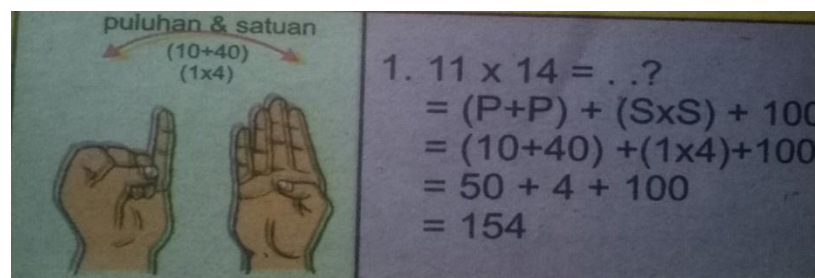 puluhan & satuan
(10+40)
(1x4)
1. 11 x 14 = . .?
= (P+P) + (SxS) + 100
= (10+40) +(1x4)+100
= 50 + 4 + 100
= 154